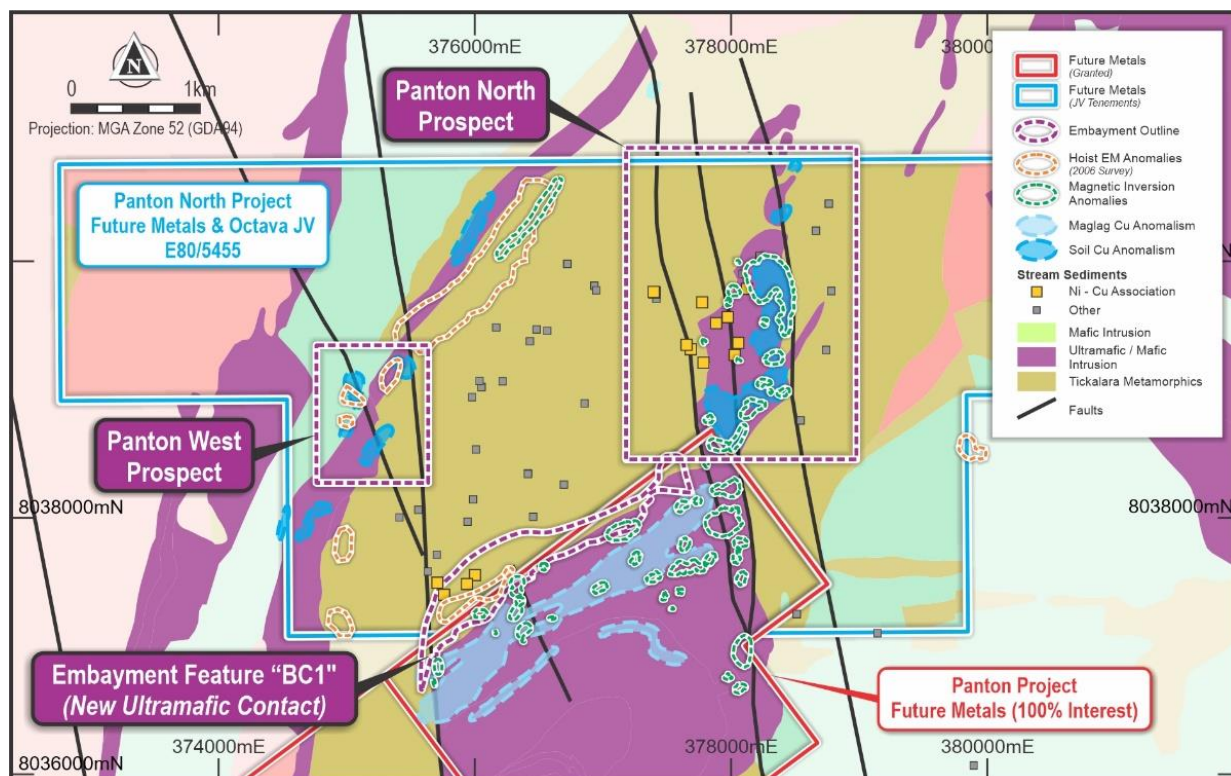 376000mE
378000mE
38000
N
0
1km
Projection: MGA Zone 52 (GDA94)
Panton North
Prospect
Future Metals
(Granted)
Future Metals
(JV Tenements)
Embayment Outline
Hoist EM Anomalies
(2006 Survey)
Magnetic Inversion
Anomalies
Maglag Cu Anomalism
Soil Cu Anomalism
Stream Sediments
Ni - Cu Association
Other
Mafic Intrusion
Ultramafic / Mafic
Intrusion
Tickalara Metamorphics
Faults
Panton North Project
Future Metals & Octava JV
E80/5455
Panton West
Prospect
8038000mN
8038000mN
Embayment Feature “BC1"
(New Ultramafic Contact)
Panton Project
Future Metals (100% Interest)
374000mE
378000mE
380000mE
8036000mN